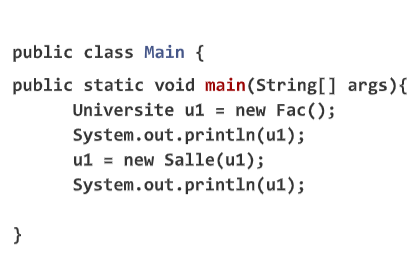 public class Main {
public static void main(String[] args){
Universite u1 = new Fac();
System.out.println(u1);
u1 = new Salle(u1);
System.out.println(u1);
}